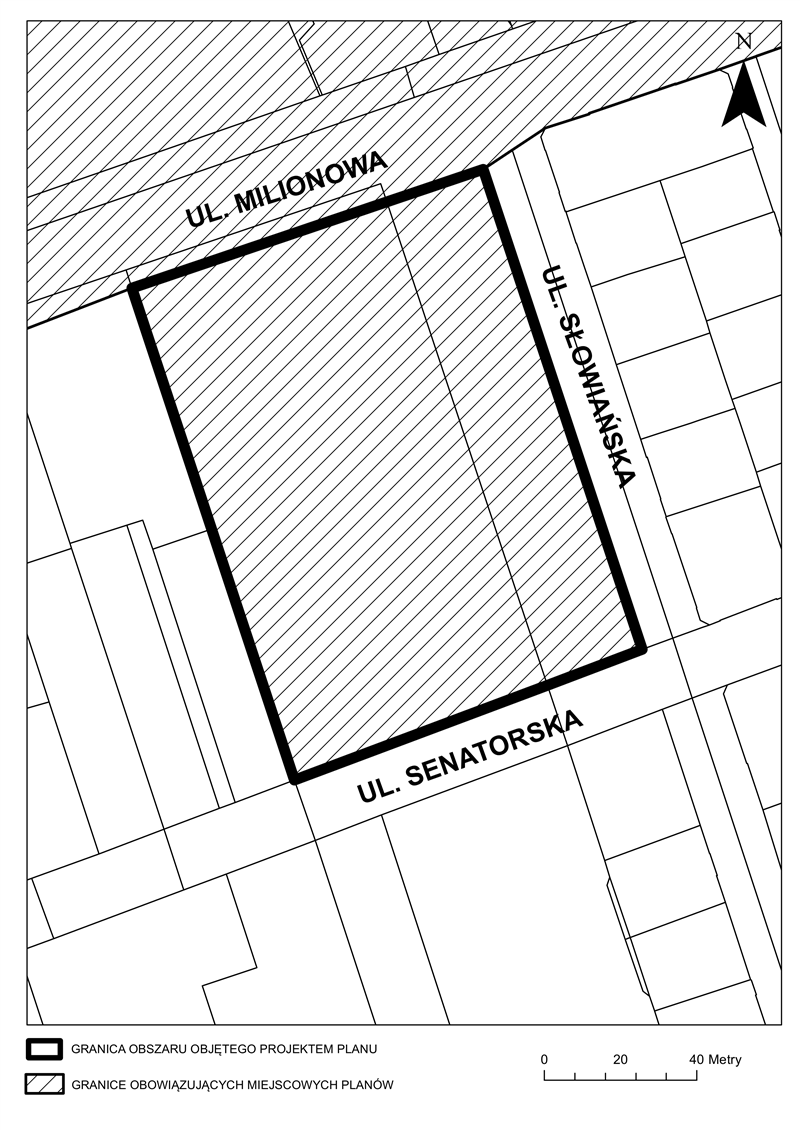 N
UL. MILIONOWA
UL. SŁOWIAŃSKA
UL. SENATORSKA
GRANICA OBSZARU OBJĘTEGO PROJEKTEM PLANU
GRANICE OBOWIĄZUJĄCYCH MIEJSCOWYCH PLANÓW
0 20 40 Metry